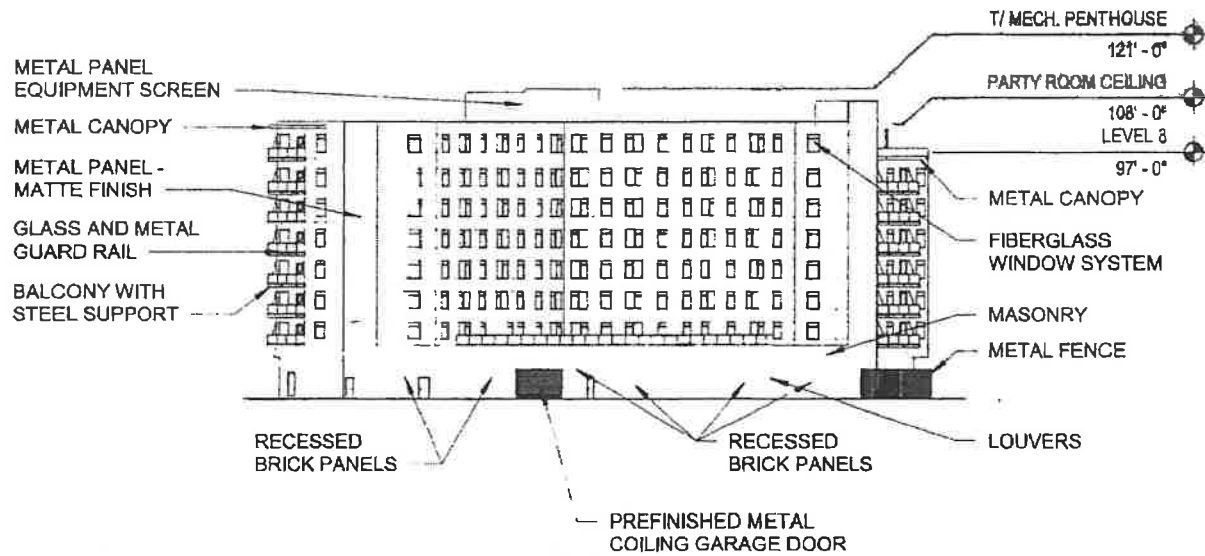 T/ MECH. PENTHOUSE
121' - 0"
PARTY ROOM CEILING
108' - 0"
LEVEL 8
97' - 0"
METAL CANOPY
FIBERGLASS
WINDOW SYSTEM
MASONRY
METAL FENCE
LOUVERS
METAL PANEL
EQUIPMENT SCREEN
METAL CANOPY
METAL PANEL -
MATTE FINISH
GLASS AND METAL
GUARD RAIL
BALCONY WITH
STEEL SUPPORT
RECESSED
BRICK PANELS
RECESSED
BRICK PANELS
PREFINISHED METAL
COILING GARAGE DOOR